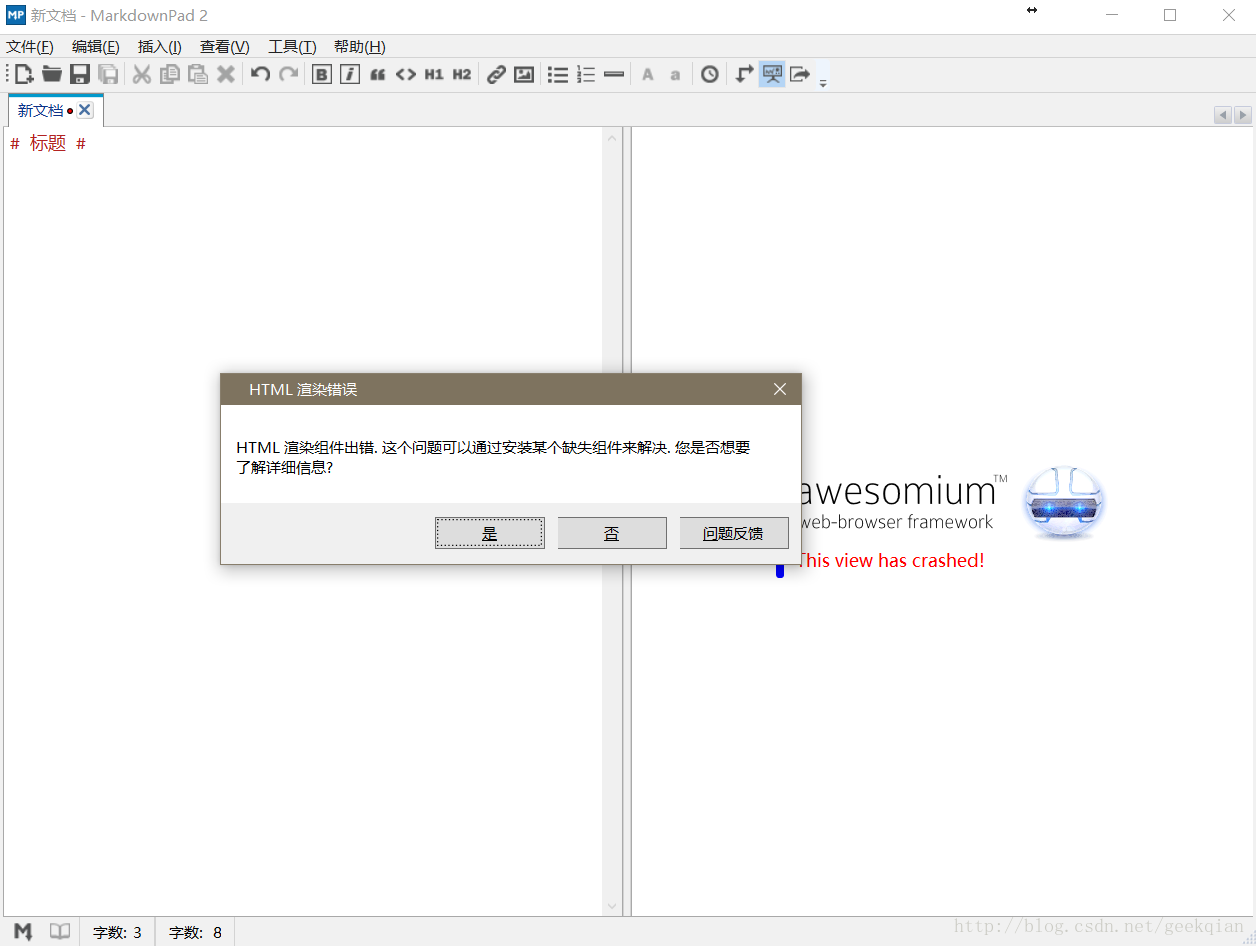 MP 新文档 - MarkdownPad 2
文件(F) 编辑(E) 插入(I) 查看(V) 工具(T) 帮助(H)
B i H1 H2 A a
新文档
# 标题 #
HTML 渲染错误
HTML 渲染组件出错. 这个问题可以通过安装某个缺失组件来解决. 您是否想要
了解详细信息?
是 否 问题反馈
awesomium™
web-browser framework
This view has crashed!
字数: 3 字数: 8
http://blog.csdn.net/geekqian